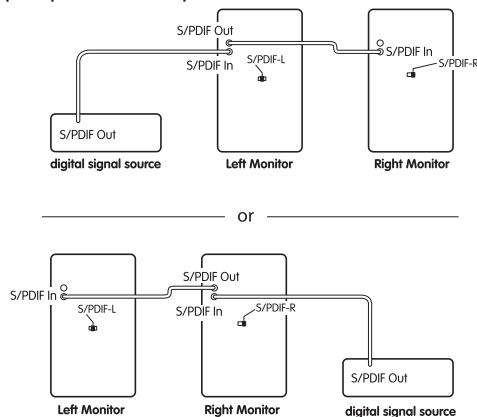 S/PDIF Out
S/PDIF In
S/PDIF-L
S/PDIF In
S/PDIF-R
S/PDIF Out
digital signal source
Left Monitor
Right Monitor
or
S/PDIF Out
S/PDIF In
S/PDIF-L
S/PDIF In
S/PDIF-R
S/PDIF Out
Left Monitor
Right Monitor
digital signal source